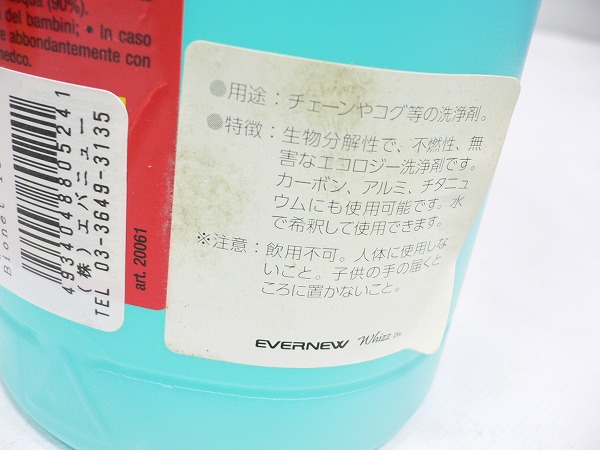 qua (90%).
dei bambini; • In caso
e abbondantemente con
medco.
4934048805241
(株)エバニュー
TEL 03-3649-3135
art. 20061
●用途：チェーンやコグ等の洗浄剤。
●特徴：生物分解性で、不燃性、無
害なエコロジー洗浄剤です。
カーボン、アルミ、チタニュ
ウムにも使用可能です。水
で希釈して使用できます。
※注意：飲用不可。人体に使用しな
いこと。子供の手の届くと
ころに置かないこと。
EVERNEW Whizz